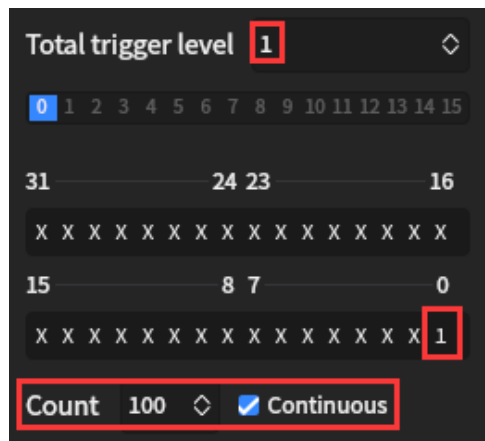 Total trigger level 1
0 1 2 3 4 5 6 7 8 9 10 11 12 13 14 15
31 24 23 16
X X X X X X X X X X X X X X X X
15 8 7 0
X X X X X X X X X X X X X X X 1
Count 100 Continuous